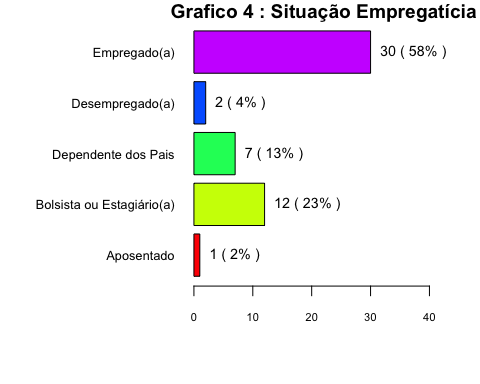 Grafico 4 : Situação Empregatícia
Empregado(a) 30 ( 58% )
Desempregado(a) 2 ( 4% )
Dependente dos Pais 7 ( 13% )
Bolsista ou Estagiário(a) 12 ( 23% )
Aposentado 1 ( 2% )
0 10 20 30 40